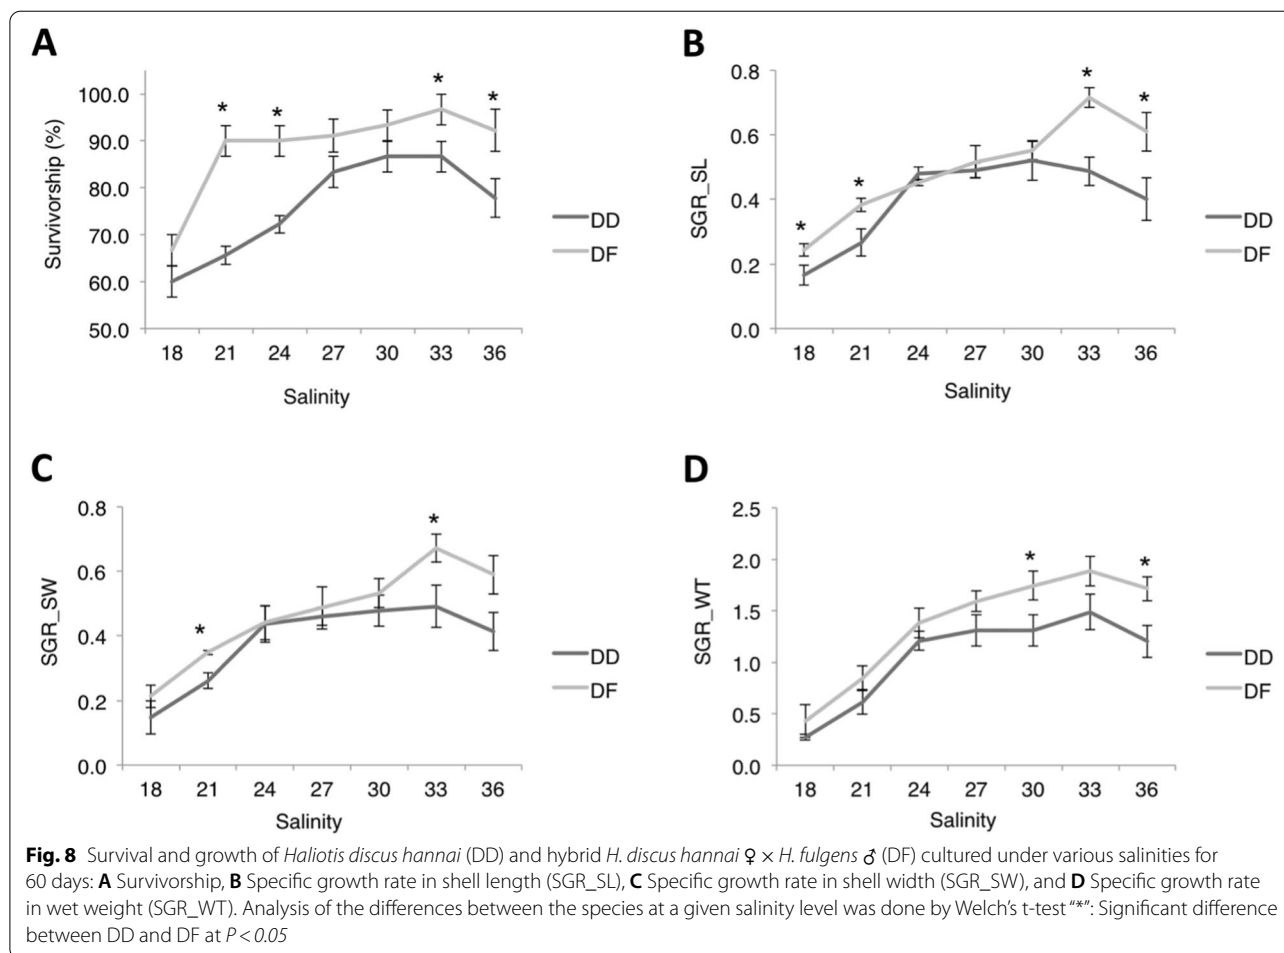 A
B
100.0
90.0
80.0
70.0
60.0
50.0
Survivorship (%)
* * * *
18 21 24 27 30 33 36
Salinity
DD
DF
0.8
0.6
0.4
0.2
0.0
SGR_SL
* * * *
18 21 24 27 30 33 36
Salinity
DD
DF
C
D
0.8
0.6
0.4
0.2
0.0
SGR_SW
* *
18 21 24 27 30 33 36
Salinity
DD
DF
2.5
2.0
1.5
1.0
0.5
0.0
SGR_WT
* *
18 21 24 27 30 33 36
Salinity
DD
DF
Fig. 8 Survival and growth of Haliotis discus hannai (DD) and hybrid H. discus hannai ♀ × H. fulgens ♂ (DF) cultured under various salinities for
60 days: A Survivorship, B Specific growth rate in shell length (SGR_SL), C Specific growth rate in shell width (SGR_SW), and D Specific growth rate
in wet weight (SGR_WT). Analysis of the differences between the species at a given salinity level was done by Welch's t-test "*": Significant difference
between DD and DF at P < 0.05